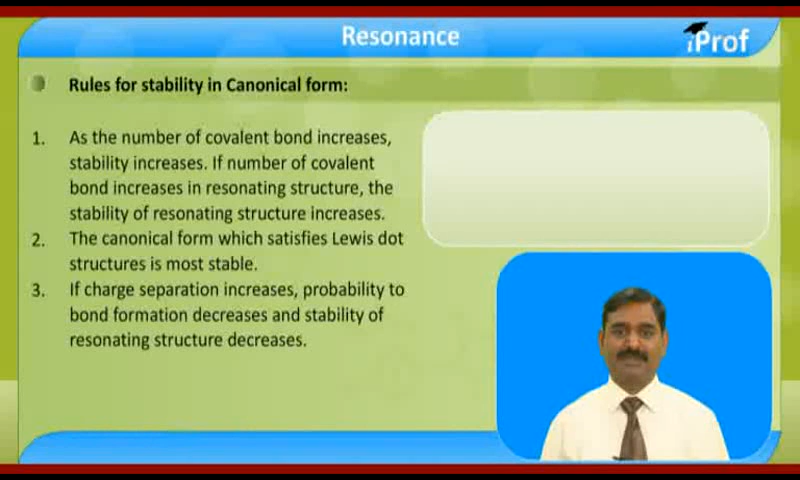 Resonance
iProf
Rules for stability in Canonical form:
1. As the number of covalent bond increases,
stability increases. If number of covalent
bond increases in resonating structure, the
stability of resonating structure increases.
2. The canonical form which satisfies Lewis dot
structures is most stable.
3. If charge separation increases, probability to
bond formation decreases and stability of
resonating structure decreases.